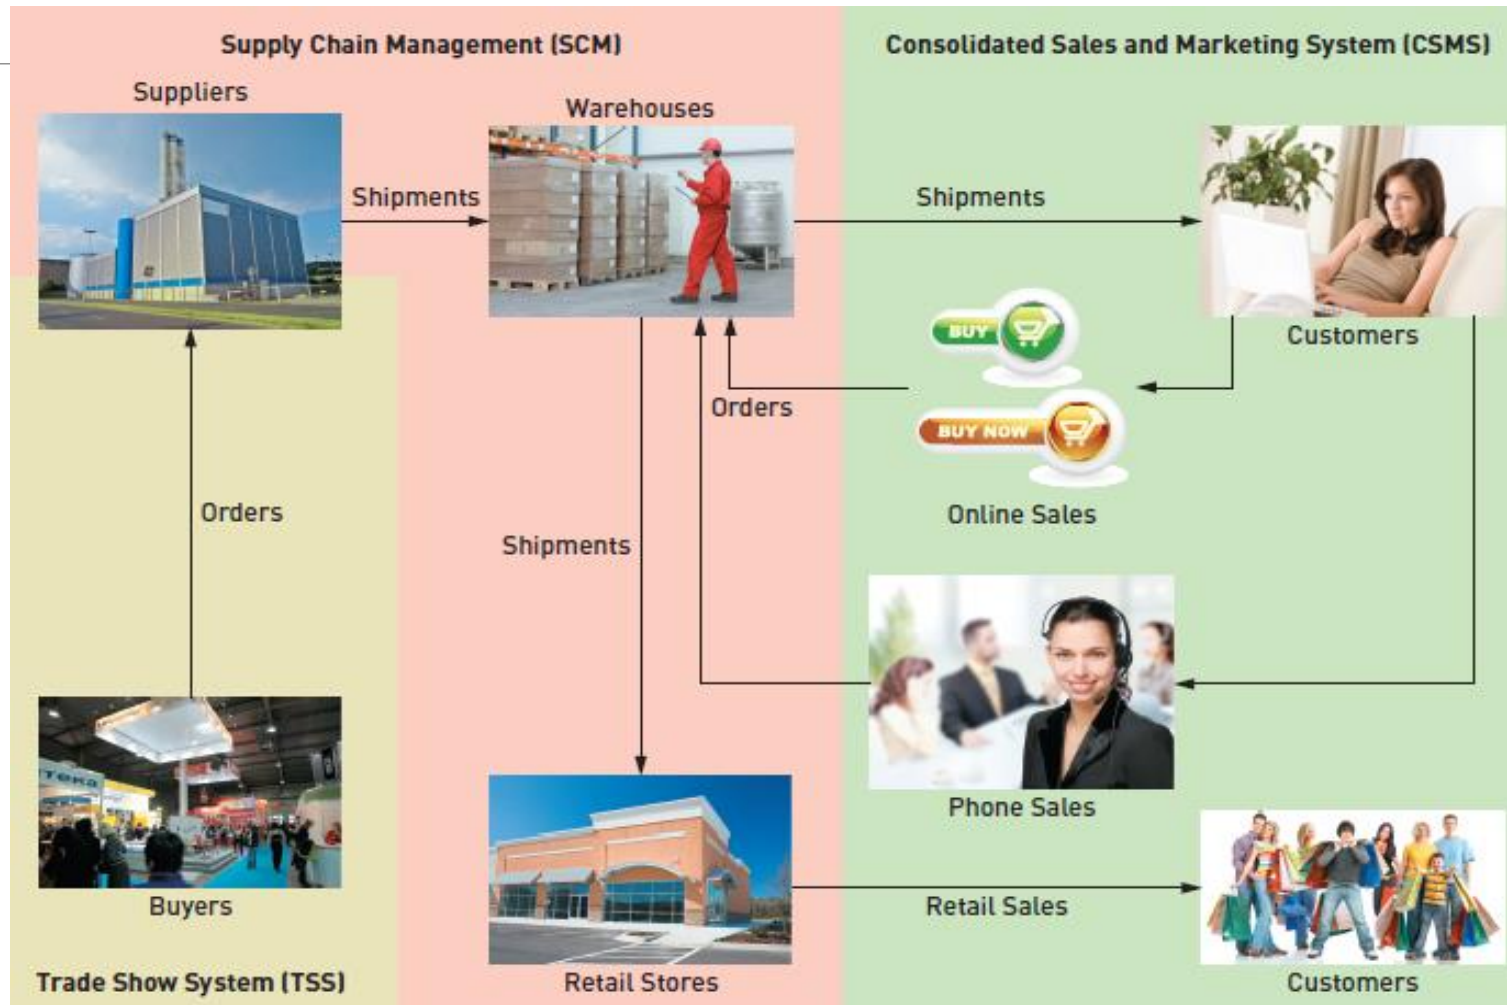 Supply Chain Management (SCM)
Consolidated Sales and Marketing System (CSMS)
Suppliers
Warehouses
Shipments
Shipments
Customers
BUY
Orders
BUY NOW
Online Sales
Orders
Shipments
Phone Sales
Buyers
Retail Sales
Trade Show System (TSS)
Retail Stores
Customers